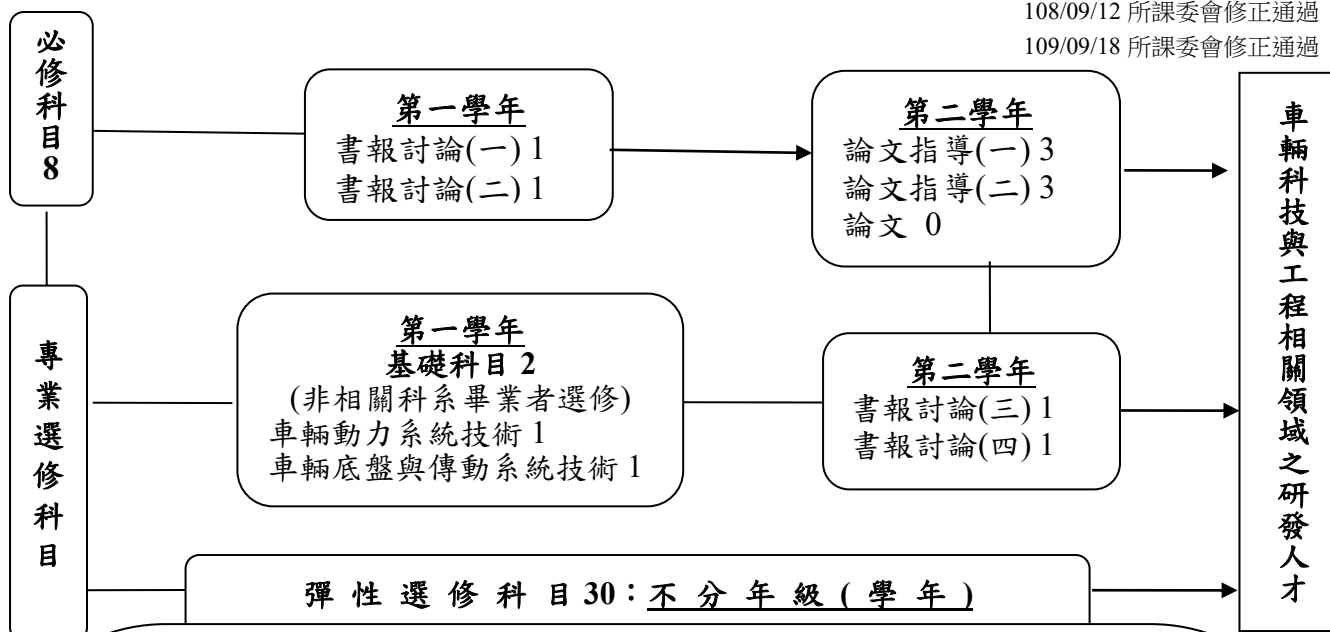 108/09/12 所課委會修正通過
109/09/18 所課委會修正通過
必修科目8
第一學年
書報討論(一) 1
書報討論(二) 1
第二學年
論文指導(一) 3
論文指導(二) 3
論文 0
專業選修科目
第一學年
基礎科目 2
(非相關科系畢業者選修)
車輛動力系統技術 1
車輛底盤與傳動系統技術 1
第二學年
書報討論(三) 1
書報討論(四) 1
彈性選修科目30：不分年級(學年)
車輛科技與工程相關領域之研發人才